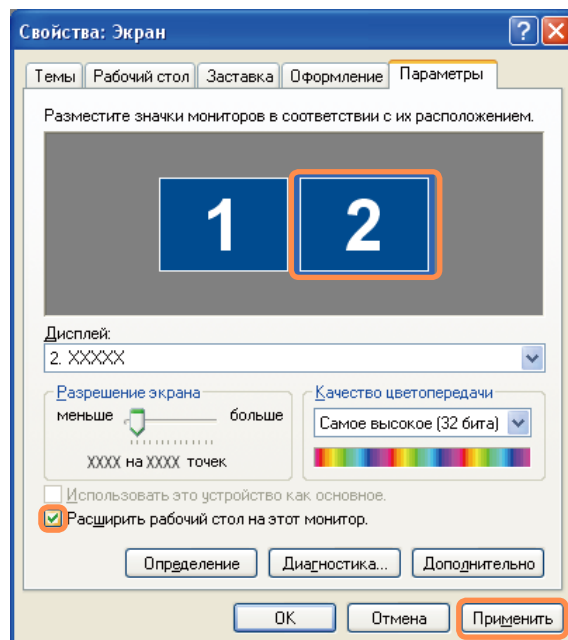 Свойства: Экран
Темы Рабочий стол Заставка Оформление Параметры
Разместите значки мониторов в соответствии с их расположением.
1 2
Дисплей:
2. XXXXX
Разрешение экрана Качество цветопередачи
меньше больше Самое высокое (32 бита)
XXXX на XXXX точек
Использовать это устройство как основное.
Расширить рабочий стол на этот монитор.
Определение Диагностика... Дополнительно
OK Отмена Применить